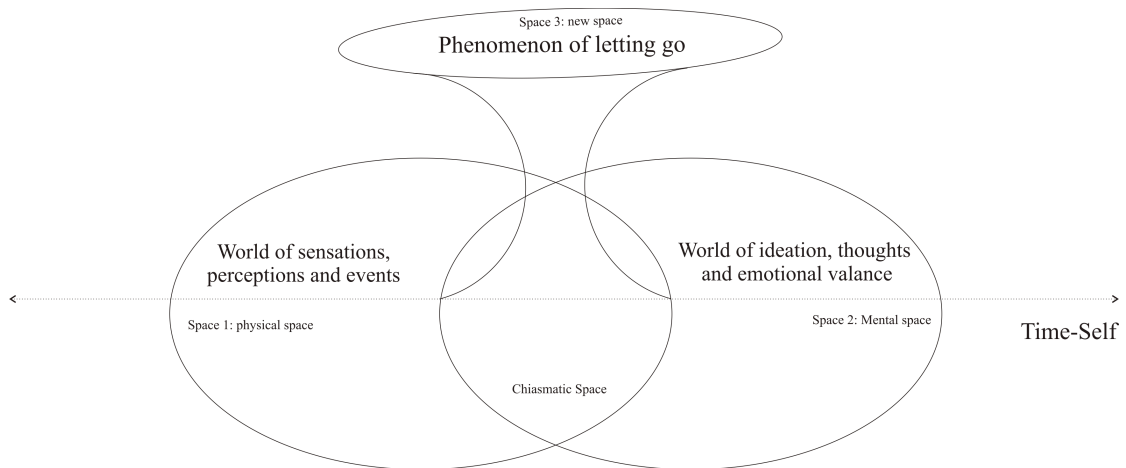 Space 3: new space
Phenomenon of letting go
World of sensations,
perceptions and events
World of ideation, thoughts
and emotional valance
Space 1: physical space
Space 2: Mental space
Time-Self
Chiasmatic Space